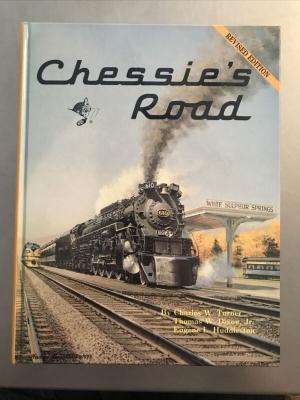 REVISED EDITION
Chessie's
Road
610
WHITE SULPHUR SPRINGS
By Charles W. Turner
Thomas W. Dixon, Jr.
Eugene L. Huddleston